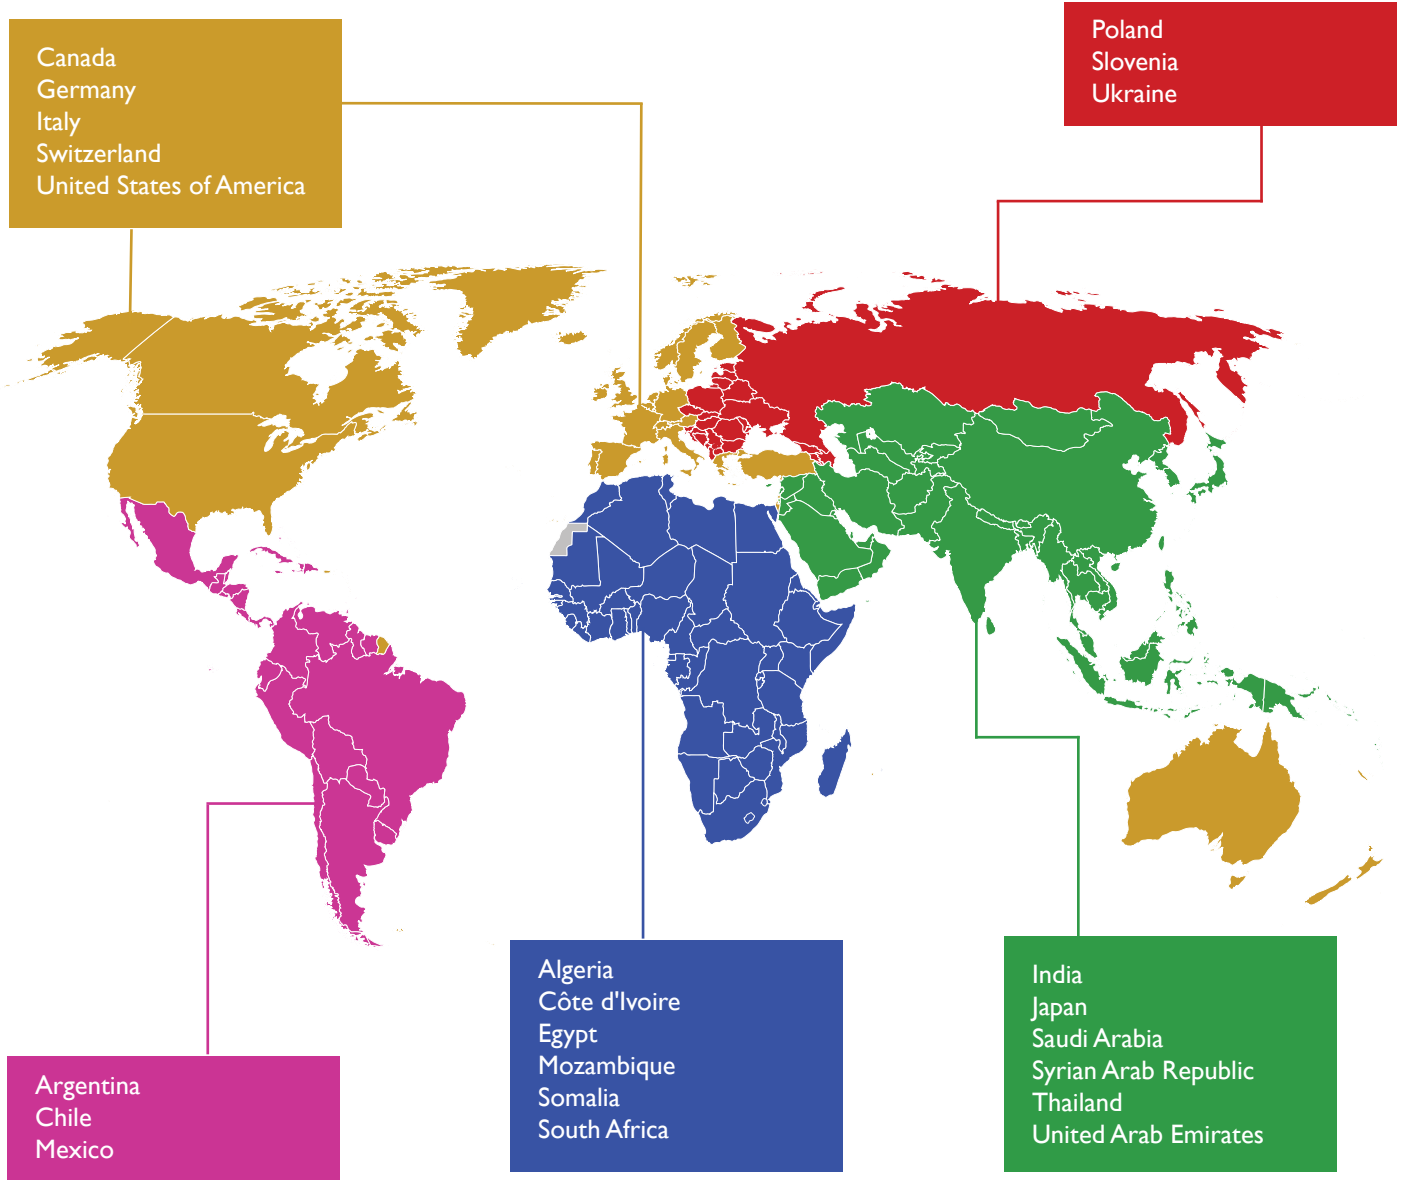 Canada
Germany
Italy
Switzerland
United States of America
Poland
Slovenia
Ukraine
Argentina
Chile
Mexico
Algeria
Côte d'Ivoire
Egypt
Mozambique
Somalia
South Africa
India
Japan
Saudi Arabia
Syrian Arab Republic
Thailand
United Arab Emirates